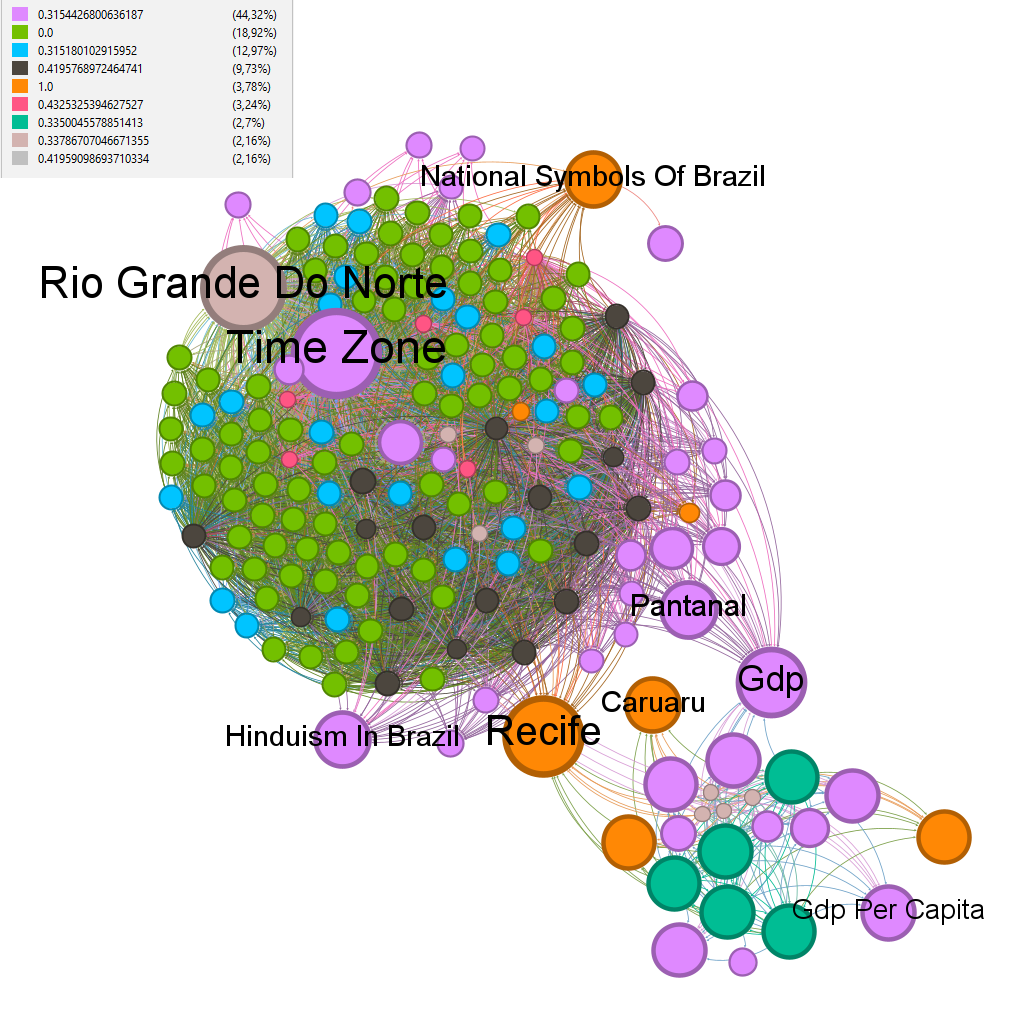 0.3154426800636187 (44,32%)
0.0 (18,92%)
0.315180102915952 (12,97%)
0.4195768972464741 (9,73%)
1.0 (3,78%)
0.4325325394627527 (3,24%)
0.3350045578851413 (2,7%)
0.33786707046671355 (2,16%)
0.41959098693710334 (2,16%)
National Symbols Of Brazil
Rio Grande Do Norte
Time Zone
Pantanal
Gdp
Caruaru
Recife
Hinduism In Brazil
Gdp Per Capita